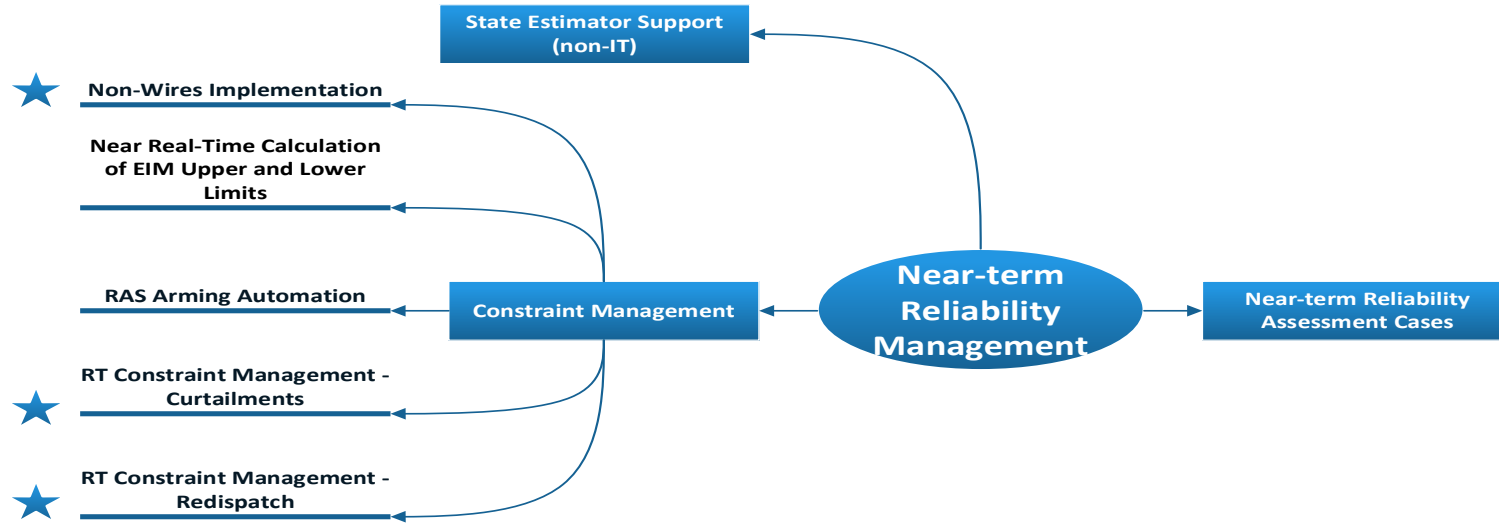 State Estimator Support
(non-IT)
Non-Wires Implementation
Near Real-Time Calculation
of EIM Upper and Lower
Limits
RAS Arming Automation
RT Constraint Management -
Curtailments
RT Constraint Management -
Redispatch
Constraint Management
Near-term
Reliability
Management
Near-term Reliability
Assessment Cases